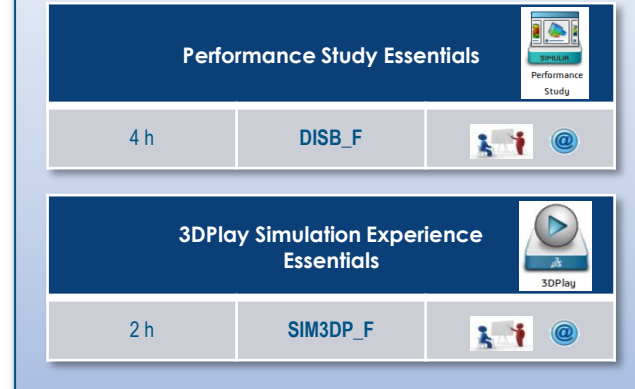 Performance Study Essentials
SIMULIA
Performance
Study
4 h
DISB_F
@
3DPlay Simulation Experience
Essentials
3DPlay
2 h
SIM3DP_F
@